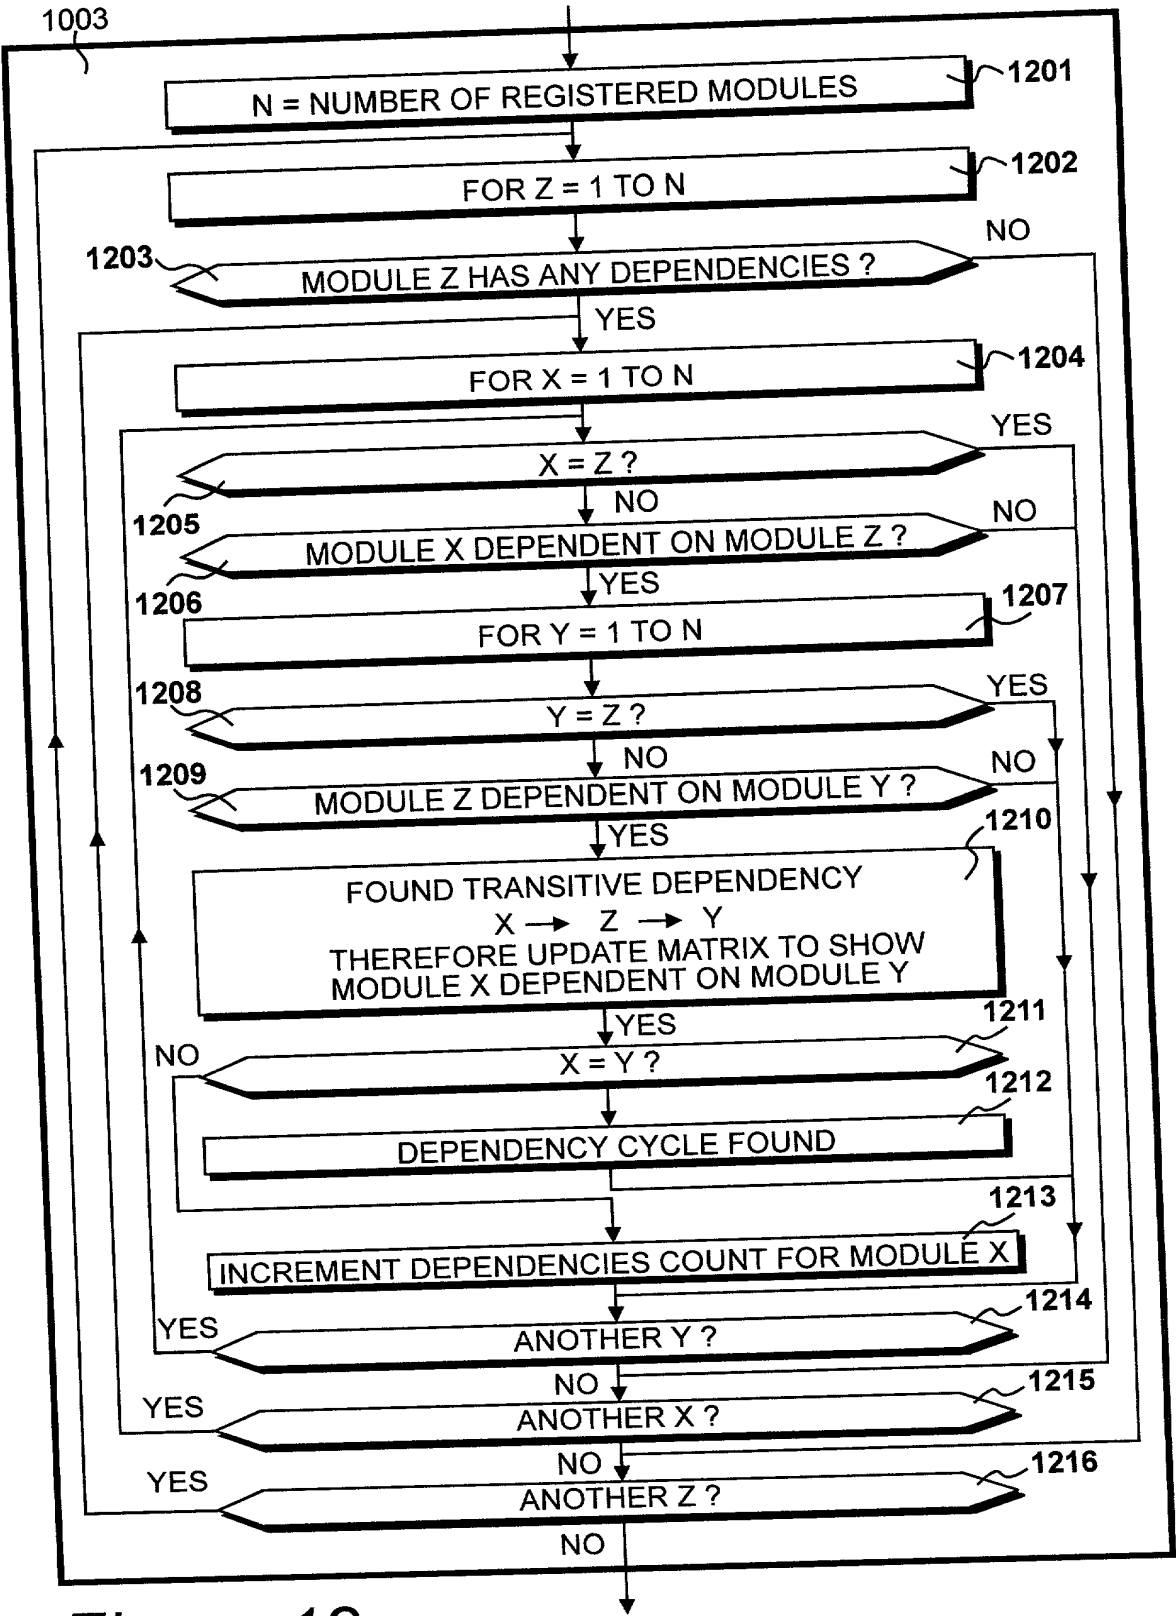 1003
N = NUMBER OF REGISTERED MODULES
1201
FOR Z = 1 TO N
1202
1203
MODULE Z HAS ANY DEPENDENCIES ?
NO
YES
FOR X = 1 TO N
1204
X = Z ?
YES
1205
NO
MODULE X DEPENDENT ON MODULE Z ?
NO
1206
YES
FOR Y = 1 TO N
1207
1208
Y = Z ?
YES
NO
1209
MODULE Z DEPENDENT ON MODULE Y ?
NO
YES
1210
FOUND TRANSITIVE DEPENDENCY
X → Z → Y
THEREFORE UPDATE MATRIX TO SHOW
MODULE X DEPENDENT ON MODULE Y
YES
1211
NO
X = Y ?
1212
DEPENDENCY CYCLE FOUND
1213
INCREMENT DEPENDENCIES COUNT FOR MODULE X
1214
YES
ANOTHER Y ?
NO
1215
YES
ANOTHER X ?
NO
1216
YES
ANOTHER Z ?
NO